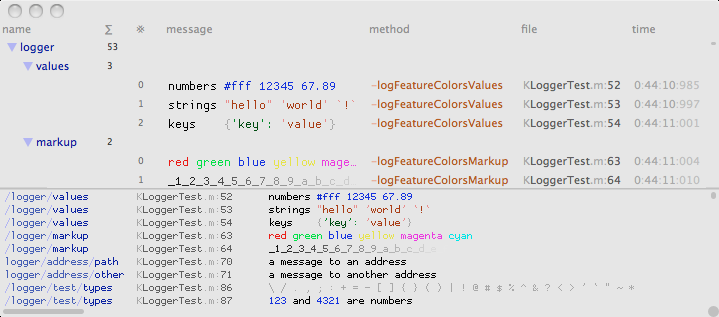 name Σ ※ message method file time
logger 53
values 3
0 numbers #fff 12345 67.89 -logFeatureColorsValues KLoggerTest.m:52 0:44:10:985
1 strings "hello" 'world' `!` -logFeatureColorsValues KLoggerTest.m:53 0:44:10:997
2 keys {'key': 'value'} -logFeatureColorsValues KLoggerTest.m:54 0:44:11:001
markup 2
0 red green blue yellow mage… -logFeatureColorsMarkup KLoggerTest.m:63 0:44:11:004
1 _1_2_3_4_5_6_7_8_9_a_b_c_d -logFeatureColorsMarkup KLoggerTest.m:64 0:44:11:010
/logger/values KLoggerTest.m:52 numbers #fff 12345 67.89
/logger/values KLoggerTest.m:53 strings "hello" 'world' `!`
/logger/values KLoggerTest.m:54 keys {'key': 'value'}
/logger/markup KLoggerTest.m:63 red green blue yellow magenta cyan
/logger/markup KLoggerTest.m:64 _1_2_3_4_5_6_7_8_9_a_b_c_d
logger/address/path KLoggerTest.m:70 a message to an address
logger/address/other KLoggerTest.m:71 a message to another address
/logger/test/types KLoggerTest.m:86 \ / . , ; : + = - [ ] { } ( ) | ! @ # $ % ^ & ? < > ' ` " ~ *
/logger/test/types KLoggerTest.m:87 123 and 4321 are numbers